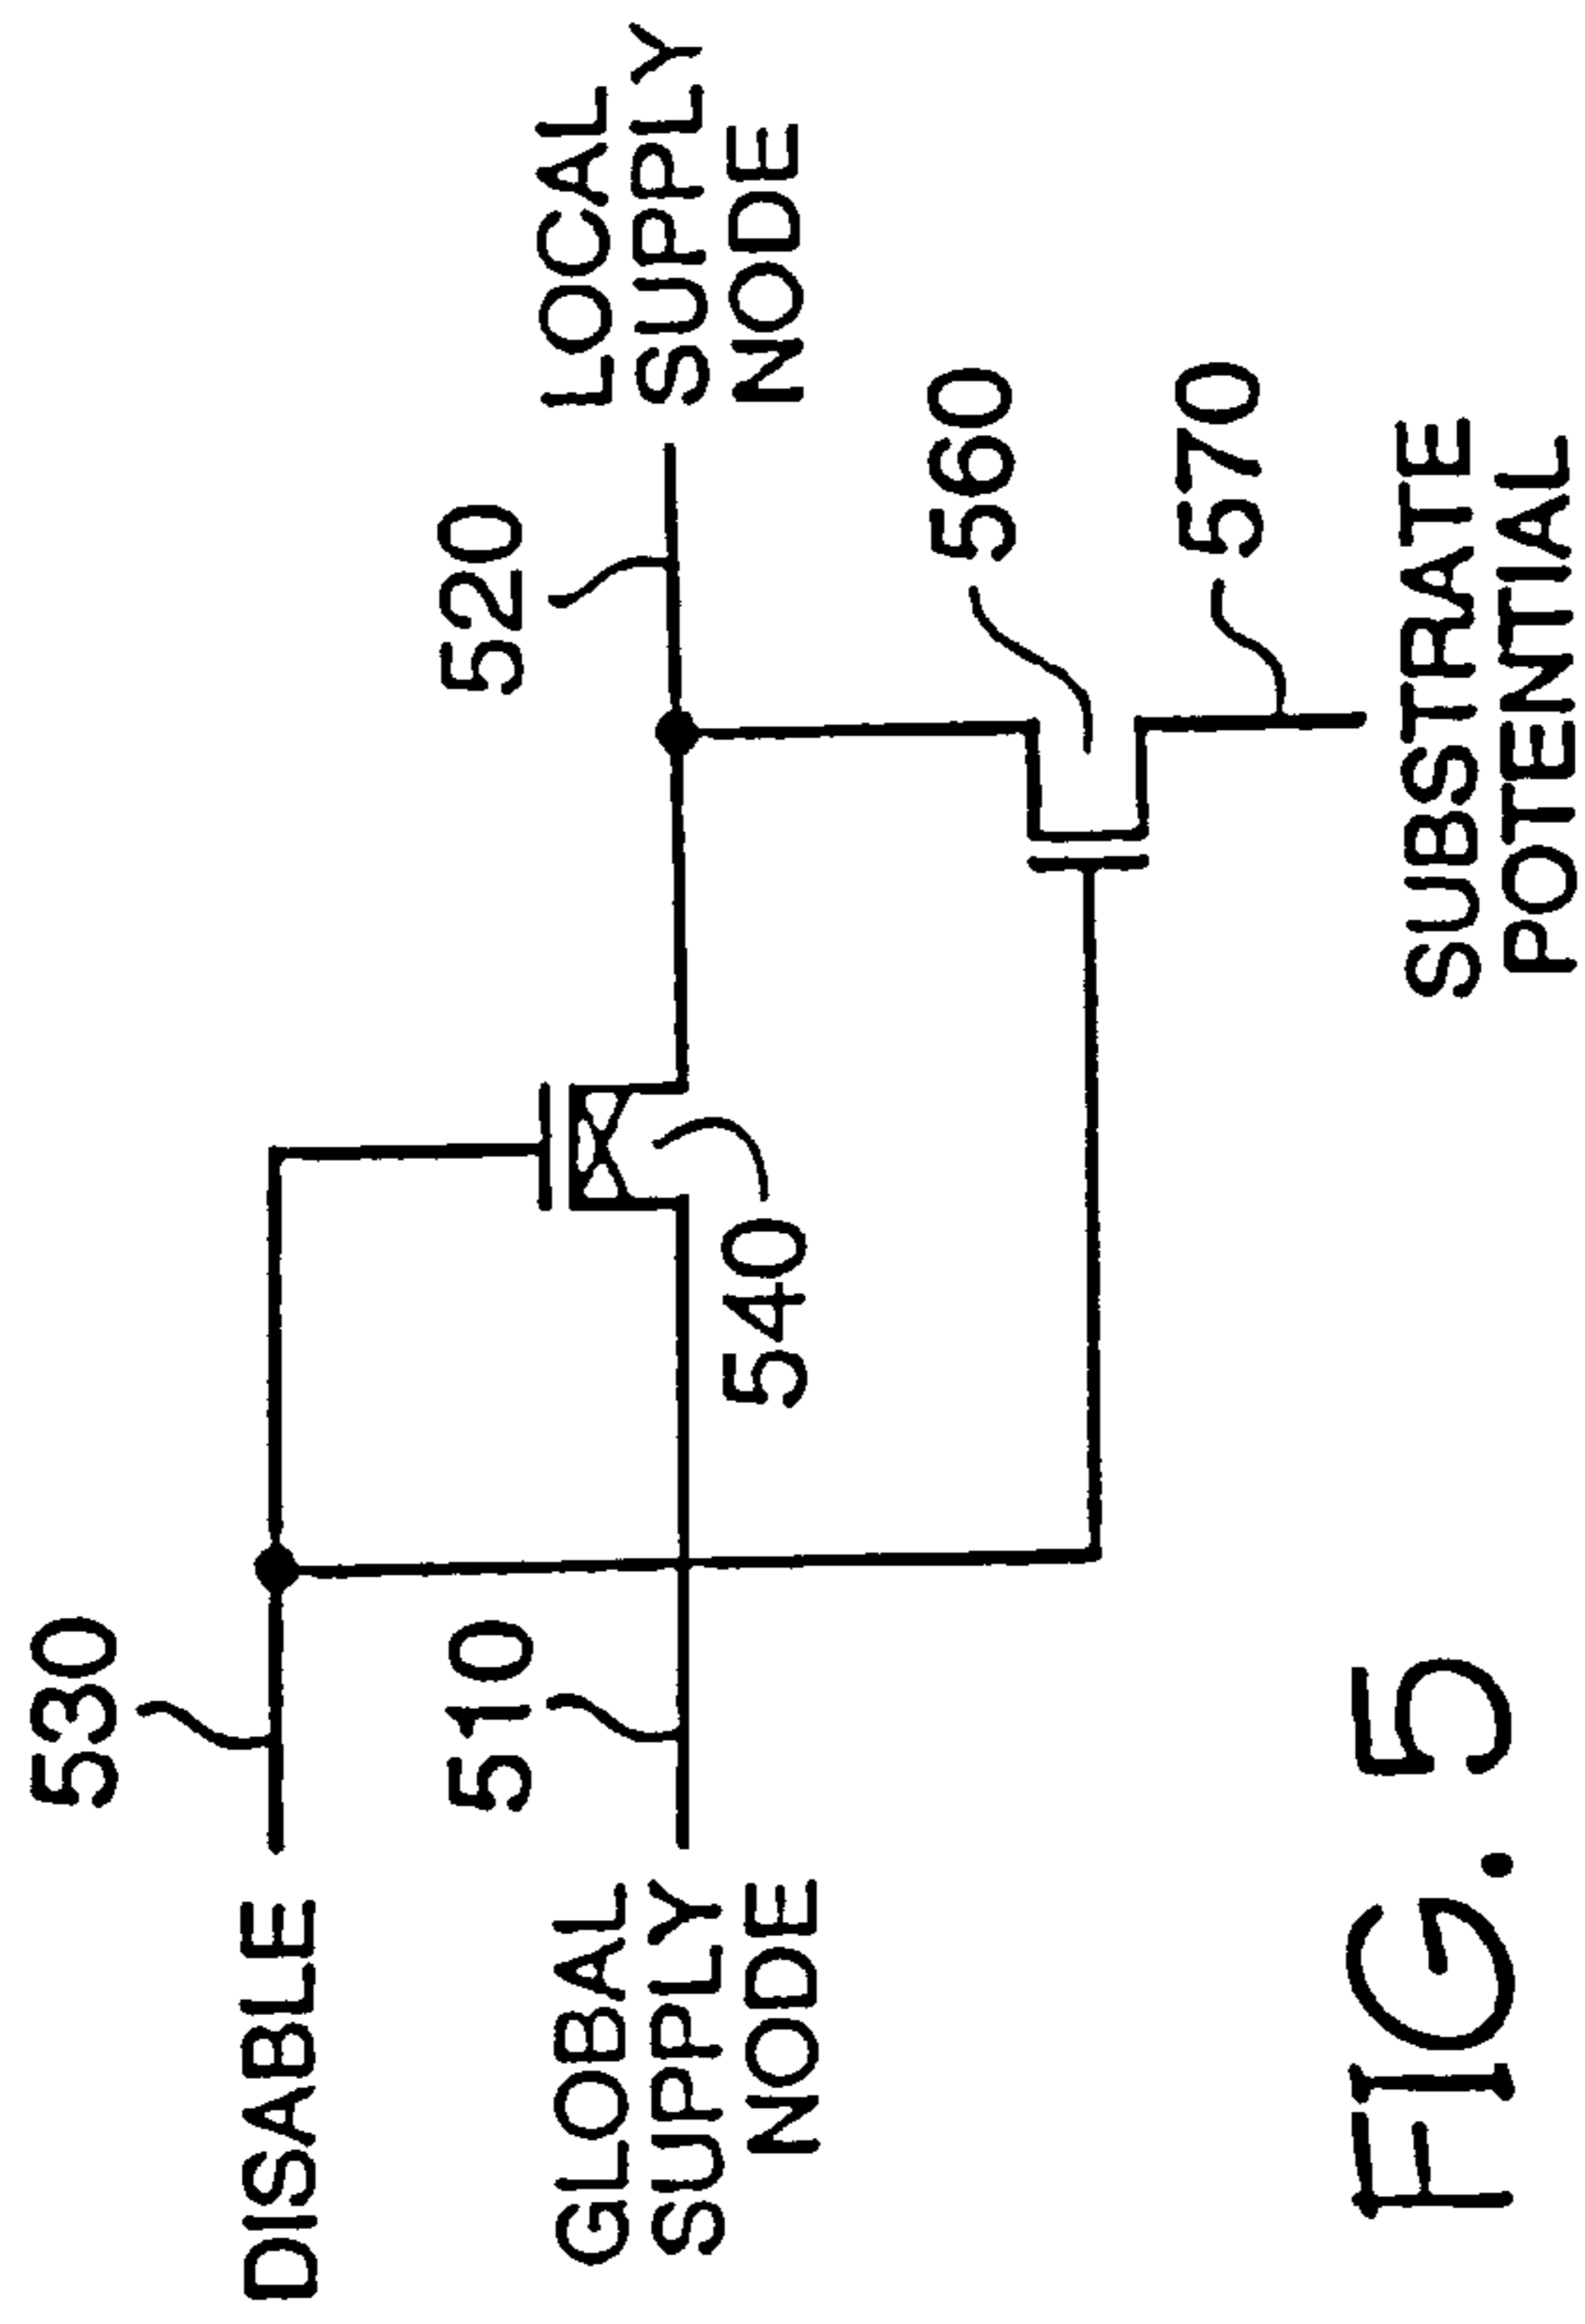 530
DISABLE
510
520
GLOBAL
SUPPLY
NODE
LOCAL
SUPPLY
NODE
540
560
570
SUBSTRATE
POTENTIAL
FIG. 5